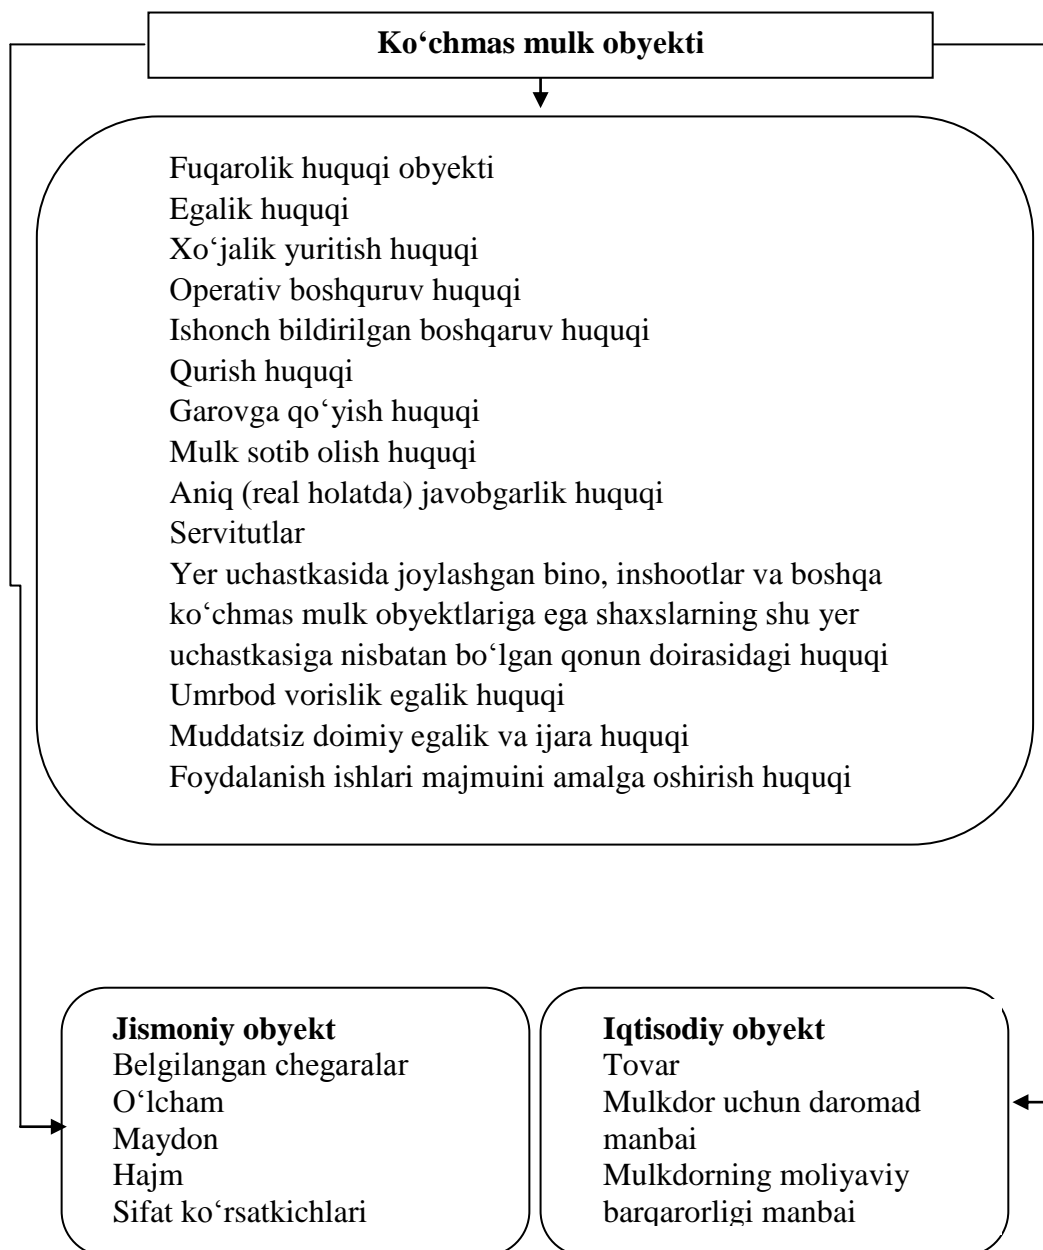 Ko‘chmas mulk obyekti
Fuqarolik huquqi obyekti
Egalik huquqi
Xo‘jalik yuritish huquqi
Operativ boshquruv huquqi
Ishonch bildirilgan boshqaruv huquqi
Qurish huquqi
Garovga qo‘yish huquqi
Mulk sotib olish huquqi
Aniq (real holatda) javobgarlik huquqi
Servitutlar
Yer uchastkasida joylashgan bino, inshootlar va boshqa
ko‘chmas mulk obyektlariga ega shaxslarning shu yer
uchastkasiga nisbatan bo‘lgan qonun doirasidagi huquqi
Umrbod vorislik egalik huquqi
Muddatsiz doimiy egalik va ijara huquqi
Foydalanish ishlari majmuini amalga oshirish huquqi
Jismoniy obyekt
Belgilangan chegaralar
O‘lcham
Maydon
Hajm
Sifat ko‘rsatkichlari
Iqtisodiy obyekt
Tovar
Mulkdor uchun daromad
manbai
Mulkdorning moliyaviy
barqarorligi manbai